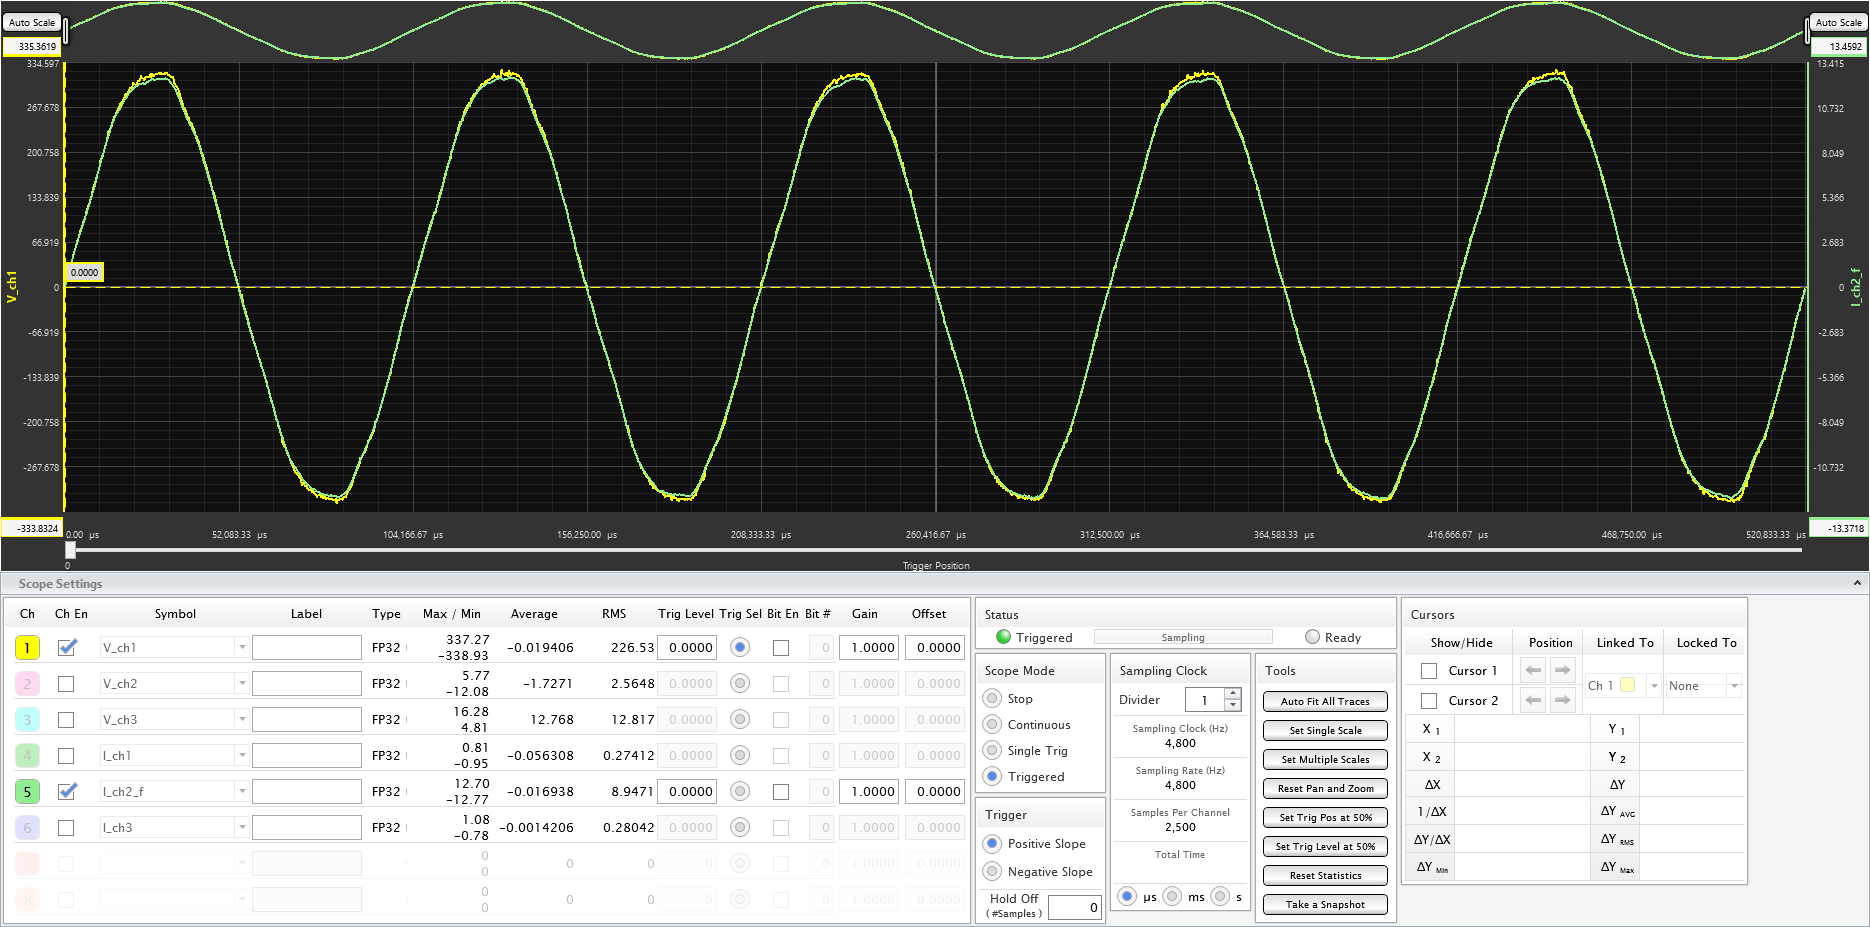 Auto Scale
335.3619
334.597
267.678
200.758
133.839
66.919
0
-66.919
-133.839
-200.758
-267.678
-333.8324
V_ch1
0.0000
Auto Scale
13.4592
13.415
10.732
8.049
5.366
2.683
0
-2.683
-5.366
-8.049
-10.732
-13.3718
I_ch2_f
0.00 µs 52,083.33 µs 104,166.67 µs 156,250.00 µs 208,333.33 µs 260,416.67 µs 312,500.00 µs 364,583.33 µs 416,666.67 µs 468,750.00 µs 520,833.33 µs
0
Trigger Position
Scope Settings
Ch Ch En Symbol Label Type Max / Min Average RMS Trig Level Trig Sel Bit En Bit # Gain Offset
1 V_ch1 FP32 337.27 -338.93 -0.019406 226.53 0.0000 0 1.0000 0.0000
2 V_ch2 FP32 5.77 -12.08 -1.7271 2.5648 0.0000 0 1.0000 0.0000
3 V_ch3 FP32 16.28 4.81 12.768 12.817 0.0000 0 1.0000 0.0000
4 I_ch1 FP32 0.81 -0.95 -0.056308 0.27412 0.0000 0 1.0000 0.0000
5 I_ch2_f FP32 12.70 -12.77 -0.016938 8.9471 0.0000 0 1.0000 0.0000
6 I_ch3 FP32 1.08 -0.78 -0.0014206 0.28042 0.0000 0 1.0000 0.0000
7 0 0 0 0 0.0000 0 1.0000 0.0000
8 0 0 0 0 0.0000 0 1.0000 0.0000
Status
Triggered Sampling Ready
Scope Mode
Stop
Continuous
Single Trig
Triggered
Trigger
Positive Slope
Negative Slope
Hold Off
( #Samples )
0
Sampling Clock
Divider 1
Sampling Clock (Hz)
4,800
Sampling Rate (Hz)
4,800
Samples Per Channel
2,500
Total Time
µs ms s
Tools
Auto Fit All Traces
Set Single Scale
Set Multiple Scales
Reset Pan and Zoom
Set Trig Pos at 50%
Set Trig Level at 50%
Reset Statistics
Take a Snapshot
Cursors
Show/Hide Position Linked To Locked To
Cursor 1
Cursor 2
Ch 1 None
X 1 Y 1
X 2 Y 2
ΔX ΔY
1/ΔX ΔY AVG
ΔY/ΔX ΔY RMS
ΔY Min ΔY Max